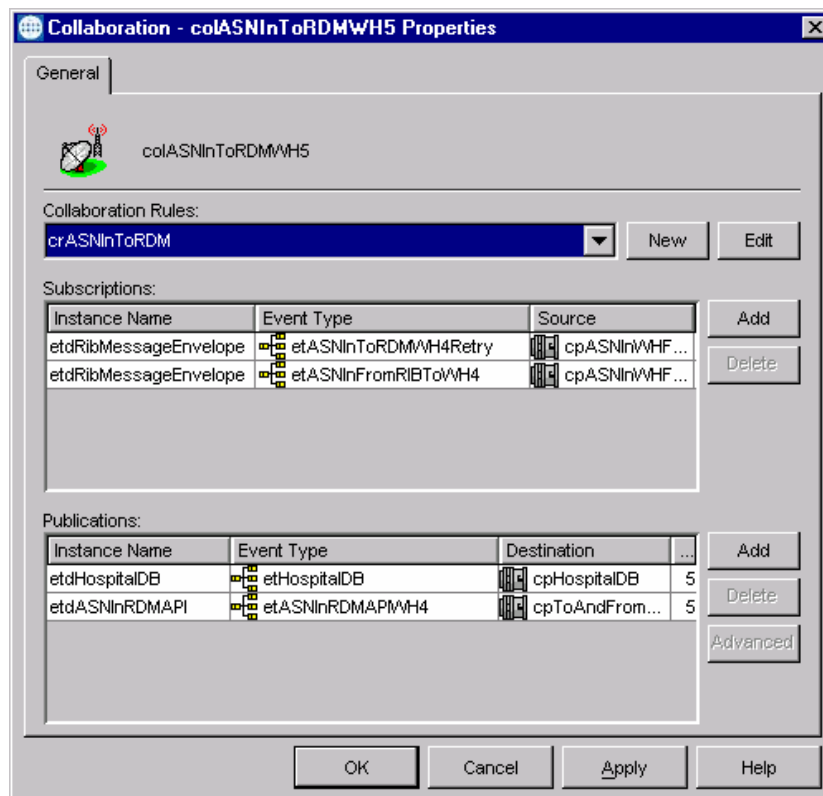 Collaboration - colASNInToRDMWH5 Properties
General
colASNInToRDMWH5
Collaboration Rules:
crASNInToRDM
New
Edit
Subscriptions:
Instance Name Event Type Source
etdRibMessageEnvelope etASNInToRDMWH4Retry cpASNInWHF...
etdRibMessageEnvelope etASNInFromRIBToWH4 cpASNInWHF...
Add
Delete
Publications:
Instance Name Event Type Destination ...
etdHospitalDB etHospitalDB cpHospitalDB 5
etdASNInRDMAPI etASNInRDMAPIWH4 cpToAndFrom... 5
Add
Delete
Advanced
OK Cancel Apply Help